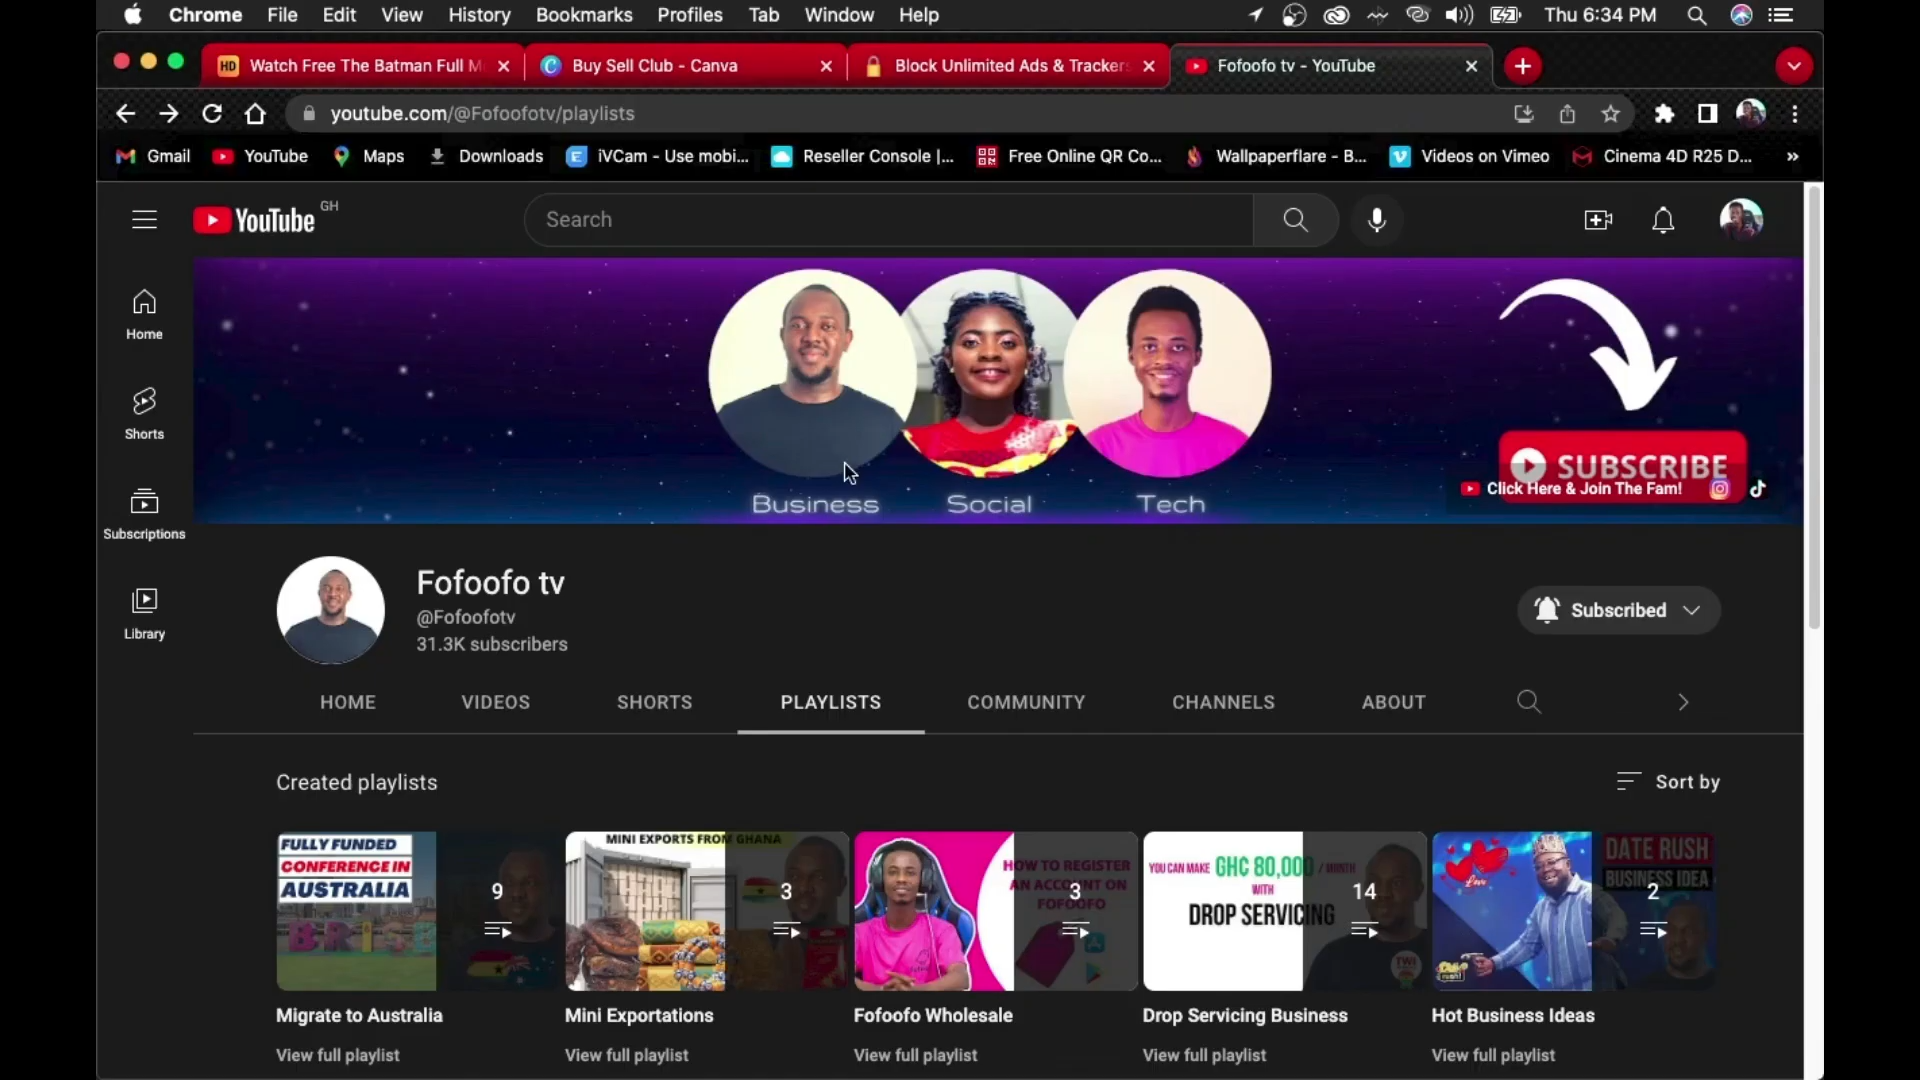 Chrome File Edit View History Bookmarks Profiles Tab Window Help
Thu 6:34 PM
HD Watch Free The Batman Full M
Buy Sell Club - Canva
Block Unlimited Ads & Trackers
Fofoofo tv - YouTube
youtube.com/@Fofoofotv/playlists
Gmail
YouTube
Maps
Downloads
iVCam - Use mobi...
Reseller Console |...
Free Online QR Co...
Wallpaperflare - B...
Videos on Vimeo
Cinema 4D R25 D...
»
YouTube GH
Search
Home
Shorts
Subscriptions
Library
Business
Social
Tech
SUBSCRIBE
Click Here & Join The Fam!
Fofoofo tv
@Fofoofotv
31.3K subscribers
Subscribed
HOME VIDEOS SHORTS PLAYLISTS COMMUNITY CHANNELS ABOUT
Created playlists
Sort by
FULLY FUNDED
CONFERENCE IN
AUSTRALIA
9
MINI EXPORTS FROM GHANA
3
HOW TO REGISTER
AN ACCOUNT ON
FOFOOFO
3
YOU CAN MAKE GHC 80,000 / MONTH
WITH
DROP SERVICING
TWI
14
DATE RUSH
BUSINESS IDEA
2
Migrate to Australia
Mini Exportations
Fofoofo Wholesale
Drop Servicing Business
Hot Business Ideas
View full playlist
View full playlist
View full playlist
View full playlist
View full playlist